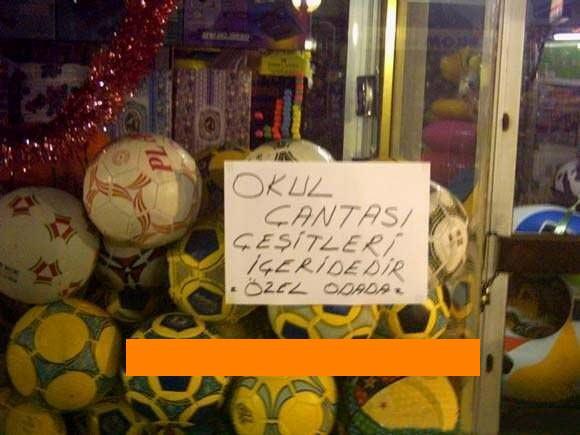 OKUL
ÇANTASI
ÇEŞİTLERİ
İÇERİDEDİR
ÖZEL ODADA